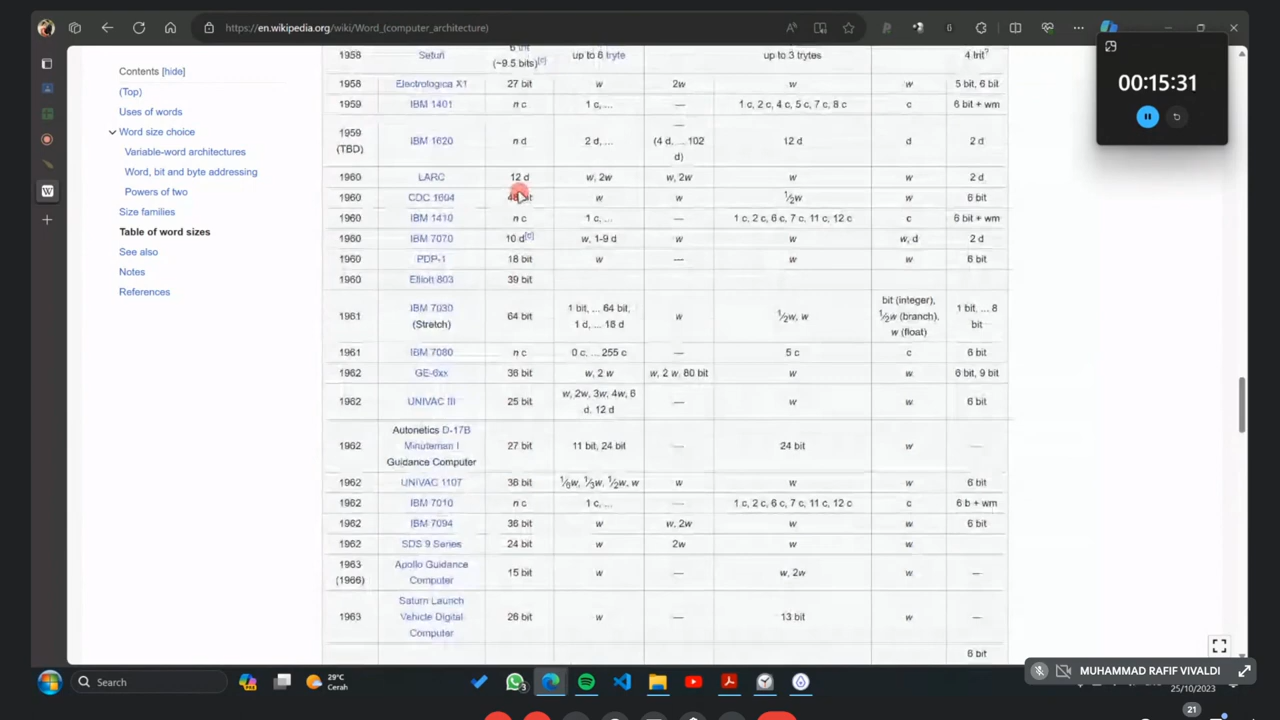 https://en.wikipedia.org/wiki/Word_(computer_architecture)
00:15:31
Contents [hide]
(Top)
Uses of words
Word size choice
Variable-word architectures
Word, bit and byte addressing
Powers of two
Size families
Table of word sizes
See also
Notes
References
1958 Setun (~9.5 bits)[c] up to 6 tryte up to 3 trytes 4 trit?
1958 Electrologica X1 27 bit w 2w w w 5 bit, 6 bit
1959 IBM 1401 n c 1 c, ... — 1 c, 2 c, 4 c, 5 c, 7 c, 8 c c 6 bit + wm
1959 (TBD) IBM 1620 n d 2 d, ... — (4 d, ... 102 d) 12 d d 2 d
1960 LARC 12 d w, 2w w, 2w w w 2 d
1960 CDC 1604 48 bit w w ½w 6 bit
1960 IBM 1410 n c 1 c, ... — 1 c, 2 c, 6 c, 7 c, 11 c, 12 c c 6 bit + wm
1960 IBM 7070 10 d[c] w, 1-9 d w w w, d 2 d
1960 PDP-1 18 bit w — w w 6 bit
1960 Elliott 803 39 bit
1961 IBM 7030 (Stretch) 64 bit 1 bit, ... 64 bit, 1 d, ... 16 d w ½w, w bit (integer), ½w (branch), w (float) 1 bit, ... 8 bit
1961 IBM 7080 n c 0 c, ... 255 c — 5 c c 6 bit
1962 GE-6xx 36 bit w, 2 w w, 2 w, 80 bit w w 6 bit, 9 bit
1962 UNIVAC III 25 bit w, 2w, 3w, 4w, 6 d, 12 d — w w 6 bit
1962 Autonetics D-17B Minuteman I Guidance Computer 27 bit 11 bit, 24 bit — 24 bit w —
1962 UNIVAC 1107 36 bit ⅙w, ⅓w, ½w, w w w w 6 bit
1962 IBM 7010 n c 1 c, ... — 1 c, 2 c, 6 c, 7 c, 11 c, 12 c c 6 b + wm
1962 IBM 7094 36 bit w w, 2w w w 6 bit
1962 SDS 9 Series 24 bit w 2w w w
1963 (1966) Apollo Guidance Computer 15 bit w — w, 2w w —
1963 Saturn Launch Vehicle Digital Computer 26 bit w — 13 bit w —
6 bit
MUHAMMAD RAFIF VIVALDI
Search
29°C
Cerah
3
25/10/2023
21